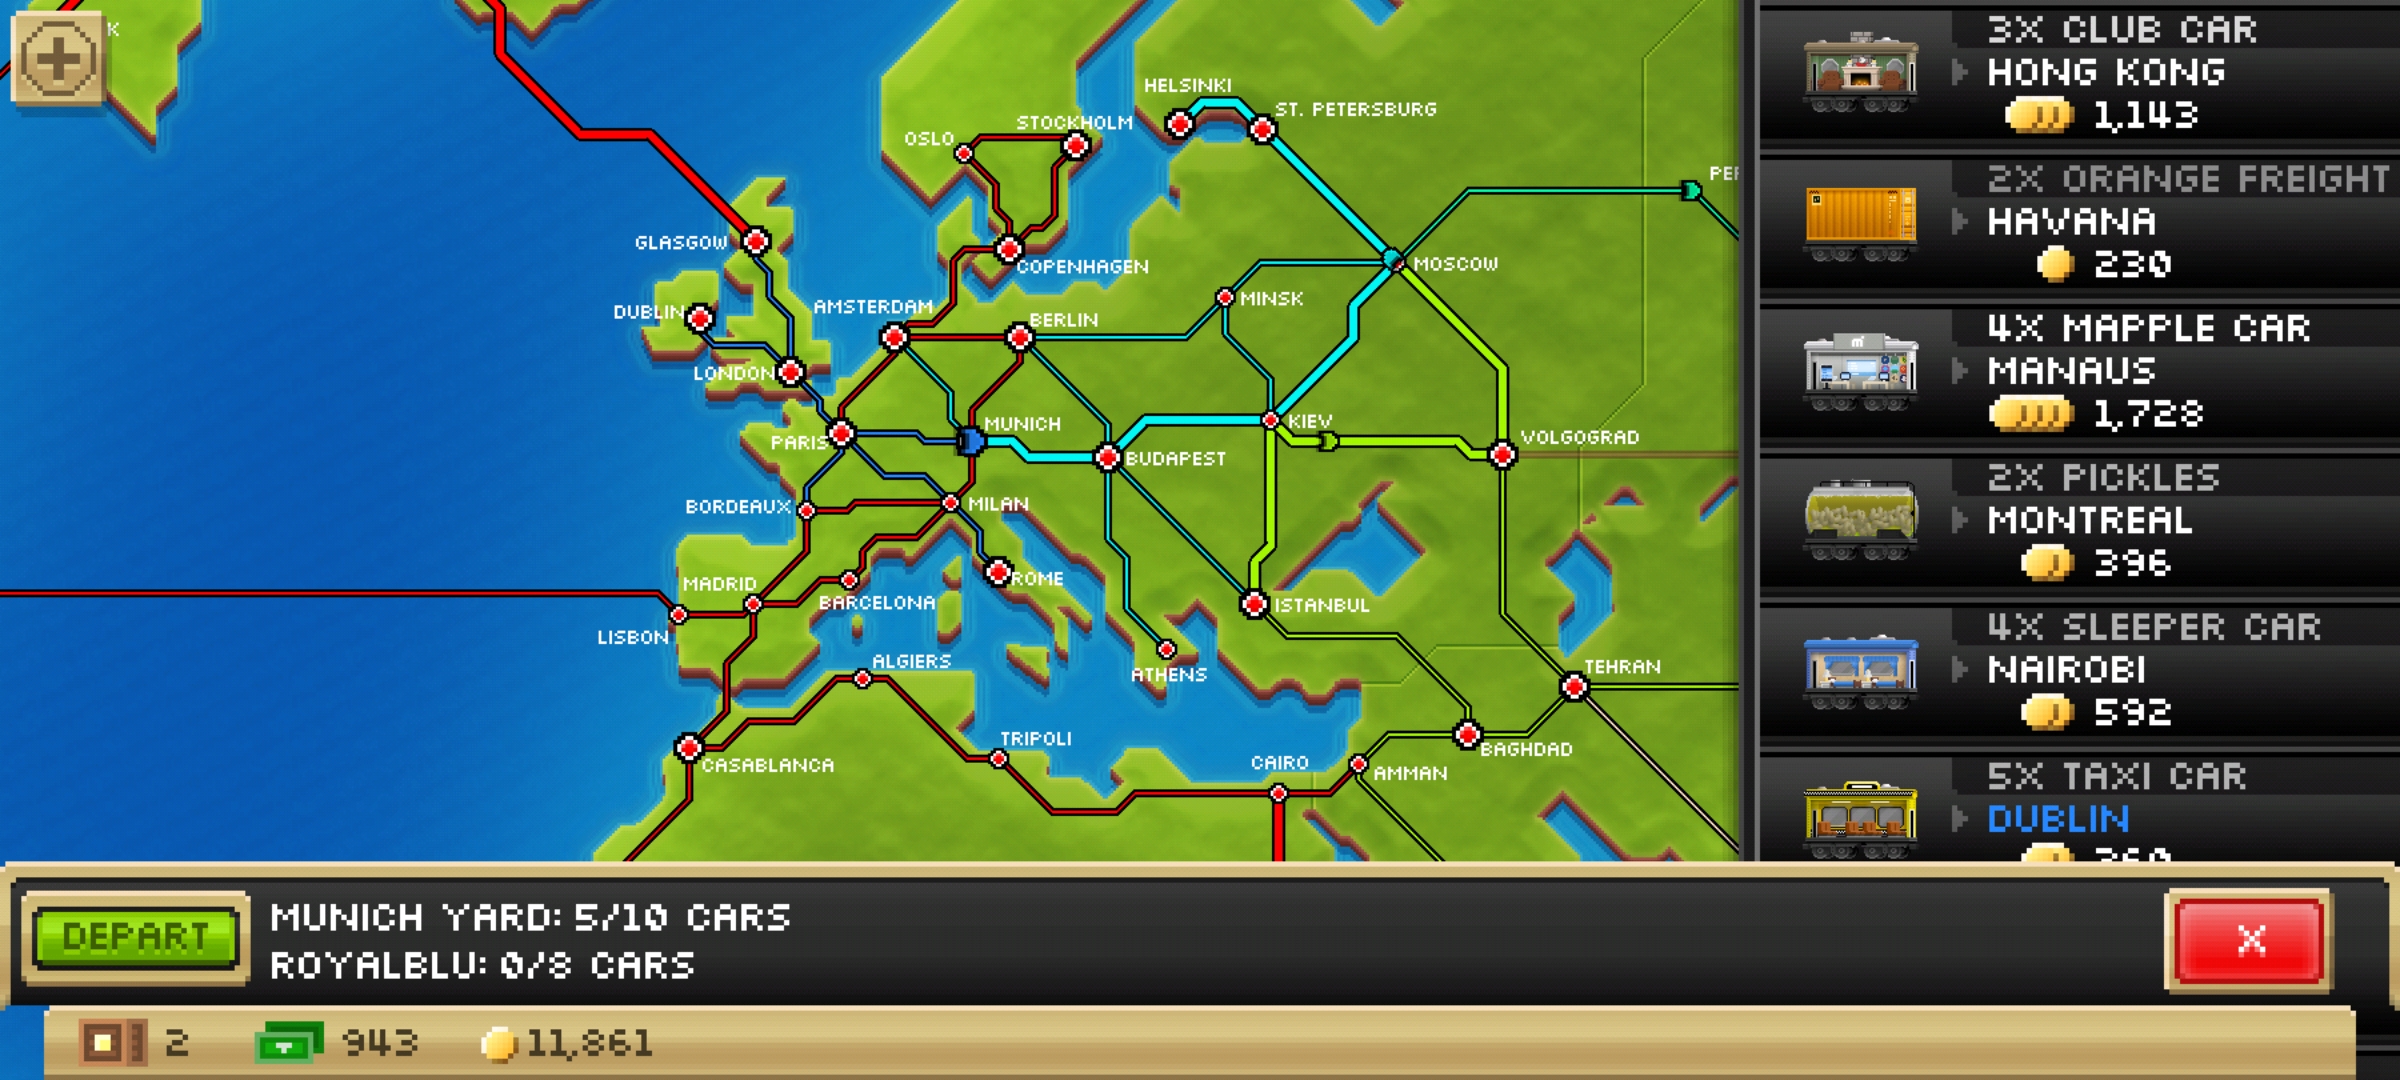 K
HELSINKI
ST. PETERSBURG
STOCKHOLM
OSLO
GLASGOW
COPENHAGEN
MOSCOW
MINSK
DUBLIN
AMSTERDAM
BERLIN
LONDON
PARIS
MUNICH
KIEV
BUDAPEST
VOLGOGRAD
BORDEAUX
MILAN
MADRID
ROME
BARCELONA
ISTANBUL
LISBON
ALGIERS
ATHENS
TEHRAN
TRIPOLI
CASABLANCA
CAIRO
AMMAN
BAGHDAD
3X CLUB CAR
HONG KONG
1,143
2X ORANGE FREIGHT
HAVANA
230
4X MAPPLE CAR
MANAUS
1,728
2X PICKLES
MONTREAL
396
4X SLEEPER CAR
NAIROBI
592
5X TAXI CAR
DUBLIN
DEPART
MUNICH YARD: 5/10 CARS
ROYALBLU: 0/8 CARS
X
2
943
11,861